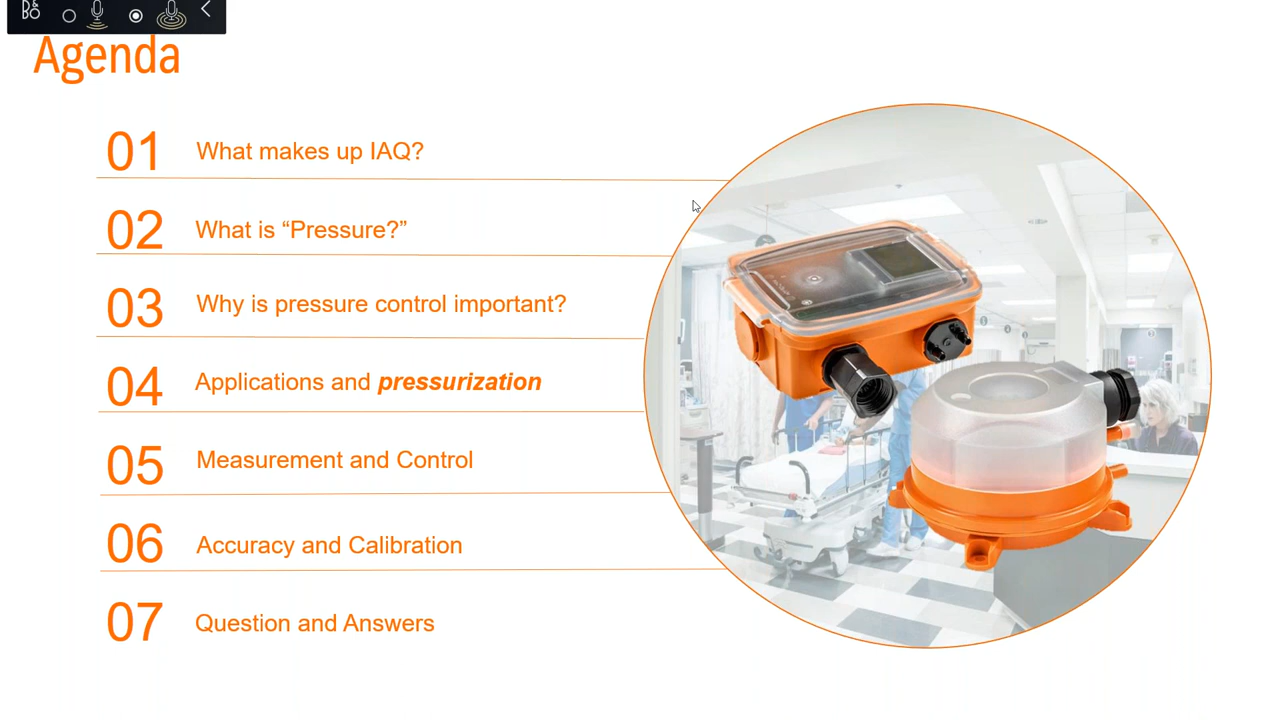 B&O
Agenda
01 What makes up IAQ?
02 What is “Pressure?”
03 Why is pressure control important?
04 Applications and pressurization
05 Measurement and Control
06 Accuracy and Calibration
07 Question and Answers